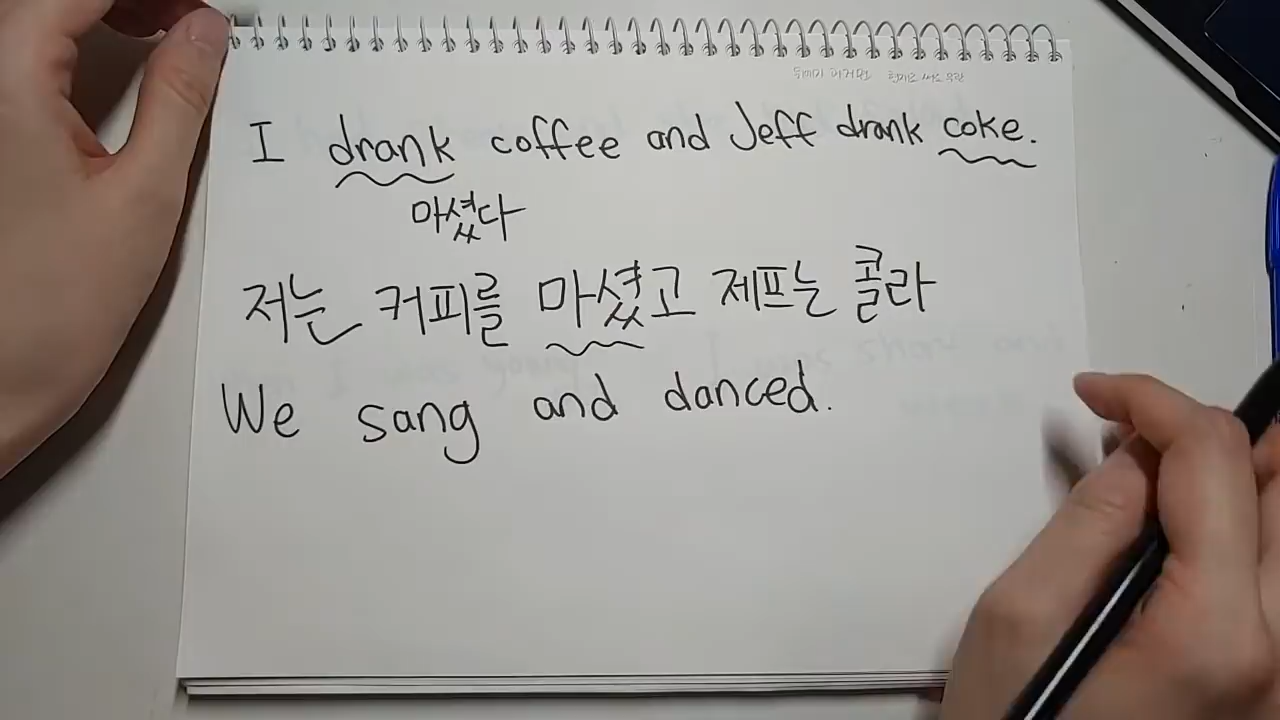 I drank coffee and Jeff drank coke.
마셨다
저는 커피를 마셨고 제프는 콜라
We sang and danced.